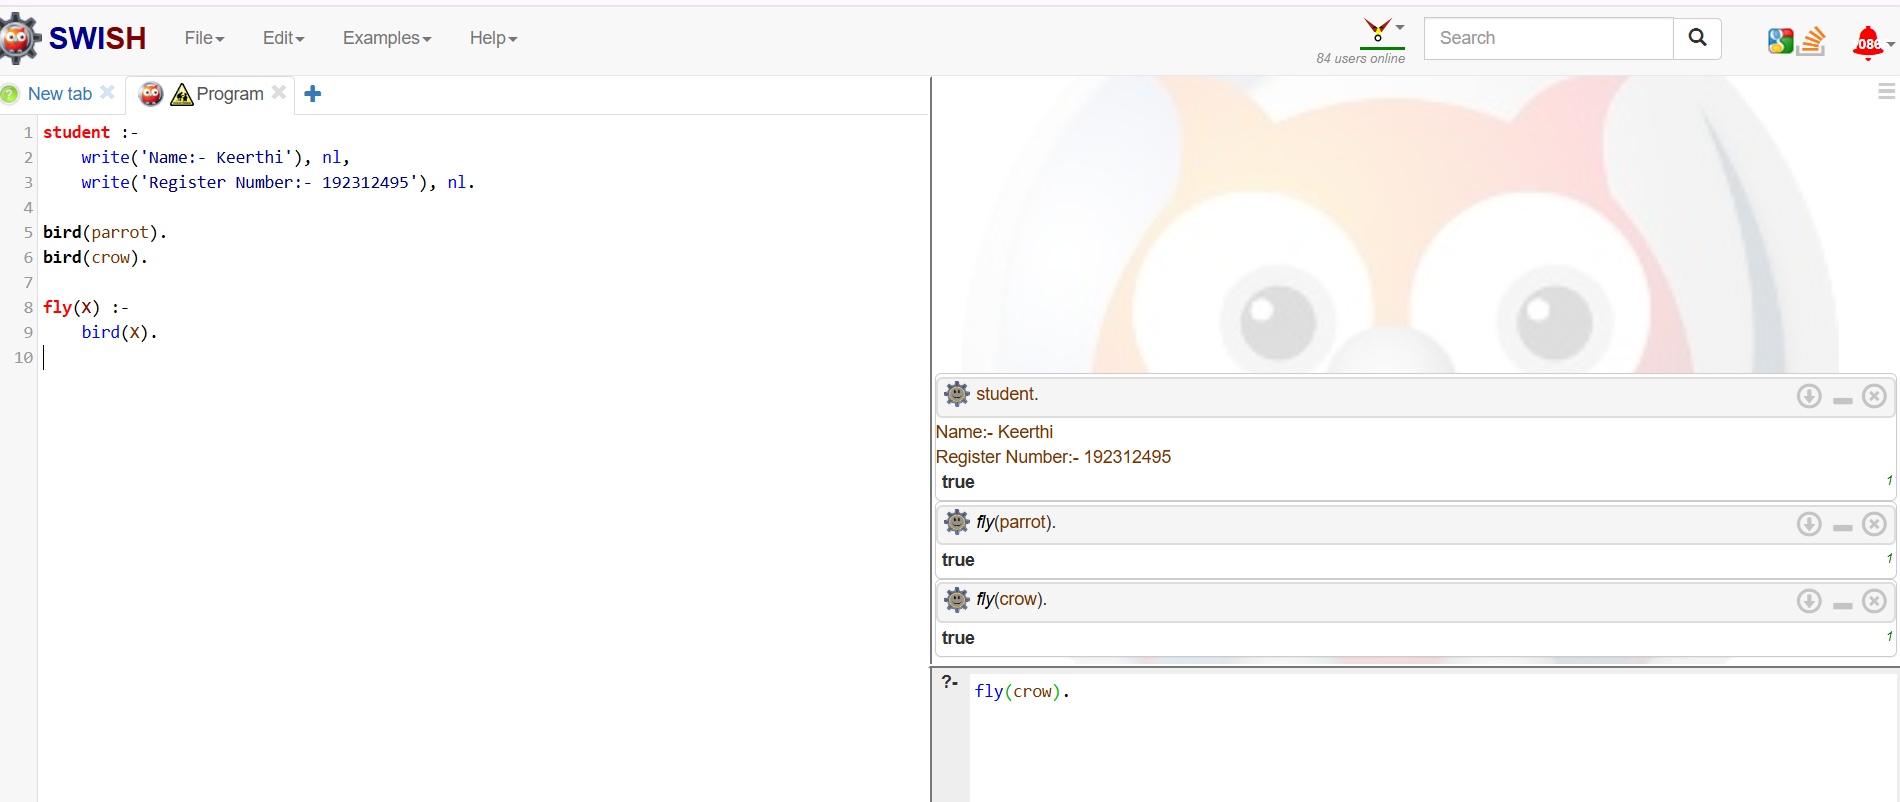 SWISH File Edit Examples Help 84 users online Search
New tab Program
1 student :-
2 write('Name:- Keerthi'), nl,
3 write('Register Number:- 192312495'), nl.
4
5 bird(parrot).
6 bird(crow).
7
8 fly(X) :-
9 bird(X).
10
student.
Name:- Keerthi
Register Number:- 192312495
true 1
fly(parrot).
true 1
fly(crow).
true 1
?- fly(crow).